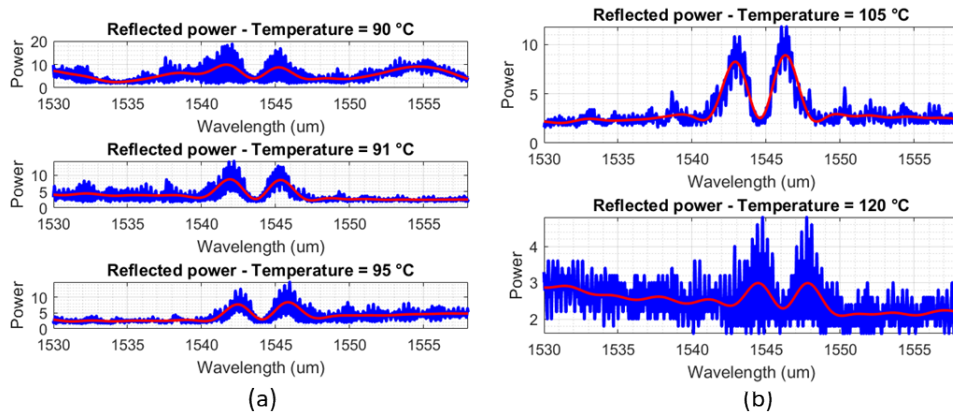 Reflected power - Temperature = 90 °C
20
10
0
Power
1530 1535 1540 1545 1550 1555
Wavelength (um)
Reflected power - Temperature = 91 °C
10
5
0
Power
1530 1535 1540 1545 1550 1555
Wavelength (um)
Reflected power - Temperature = 95 °C
10
5
0
Power
1530 1535 1540 1545 1550 1555
Wavelength (um)
(a)
Reflected power - Temperature = 105 °C
10
5
0
Power
1530 1535 1540 1545 1550 1555
Wavelength (um)
Reflected power - Temperature = 120 °C
4
3
2
Power
1530 1535 1540 1545 1550 1555
Wavelength (um)
(b)